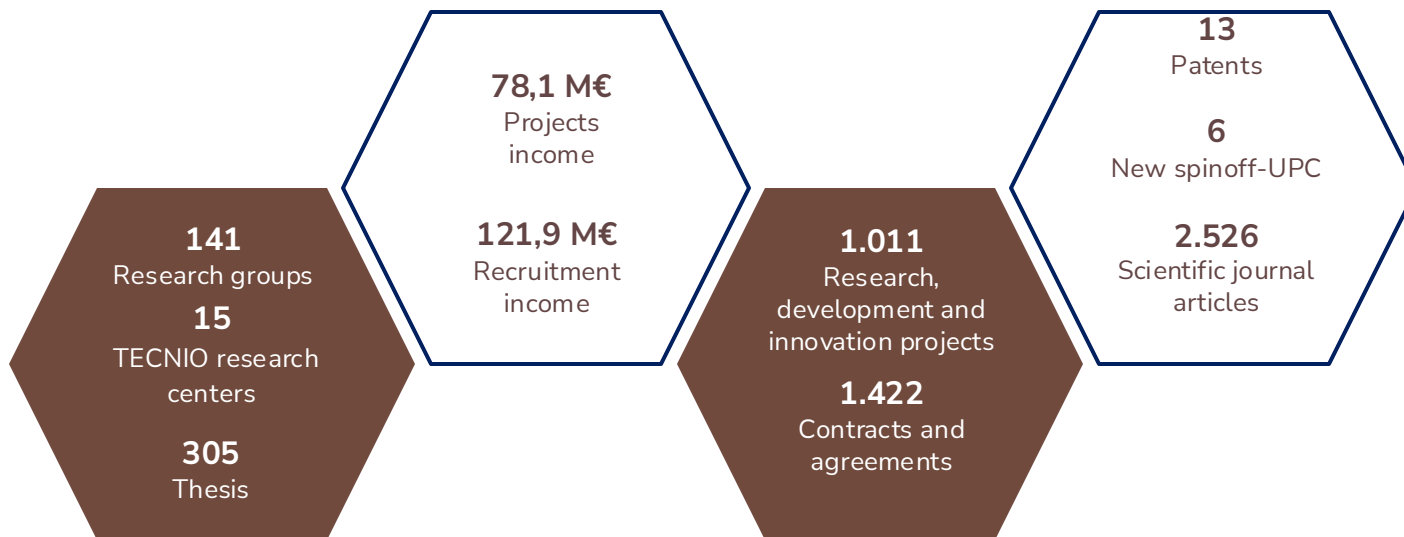 141
Research groups
15
TECNIO research
centers
305
Thesis
78,1 M€
Projects
income
121,9 M€
Recruitment
income
1.011
Research,
development and
innovation projects
1.422
Contracts and
agreements
13
Patents
6
New spinoff-UPC
2.526
Scientific journal
articles